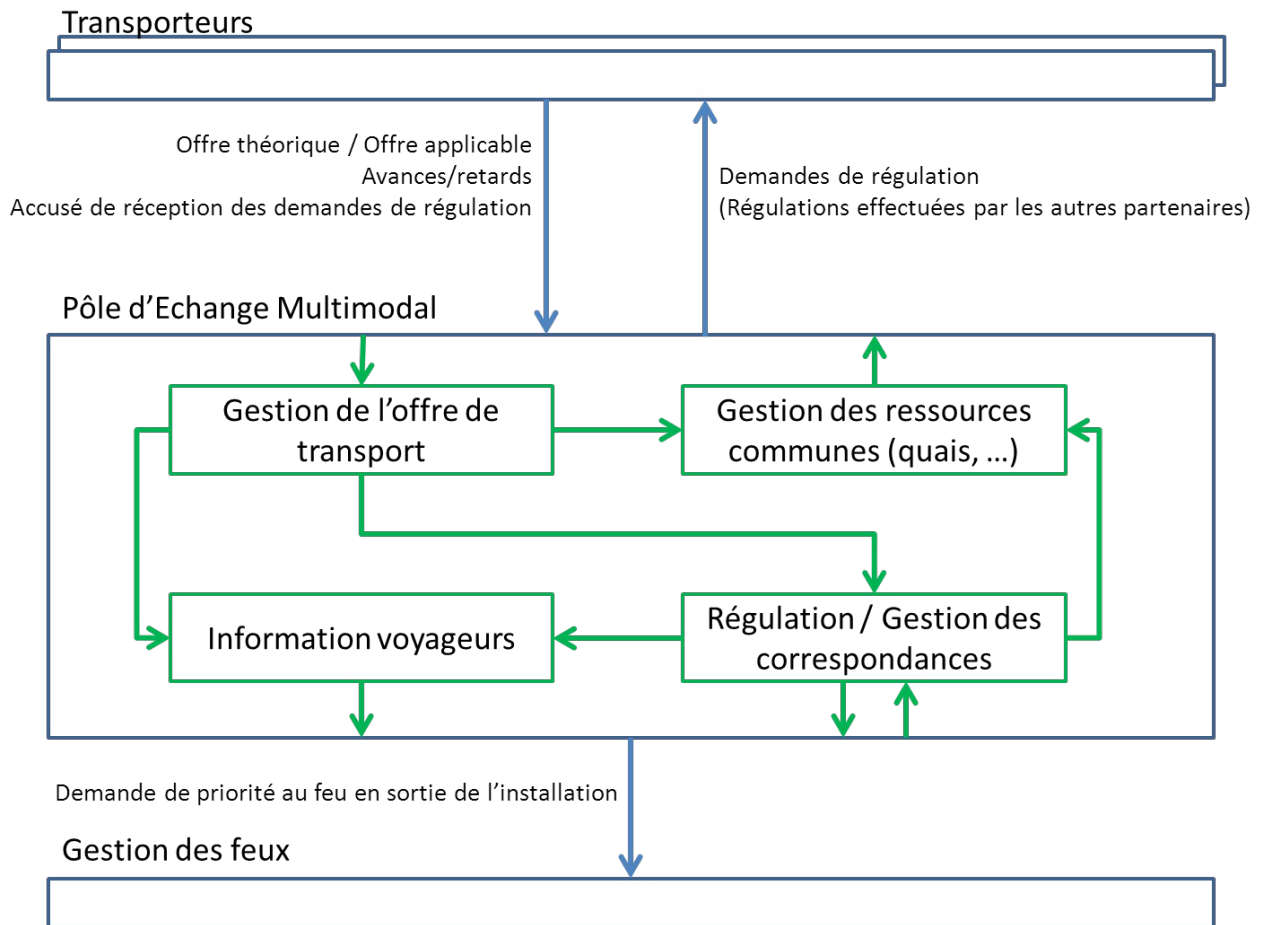 Transporteurs
Offre théorique / Offre applicable
Avances/retards
Accusé de réception des demandes de régulation
Demandes de régulation
(Régulations effectuées par les autres partenaires)
Pôle d’Echange Multimodal
Gestion de l’offre de
transport
Gestion des ressources
communes (quais, …)
Information voyageurs
Régulation / Gestion des
correspondances
Demande de priorité au feu en sortie de l’installation
Gestion des feux